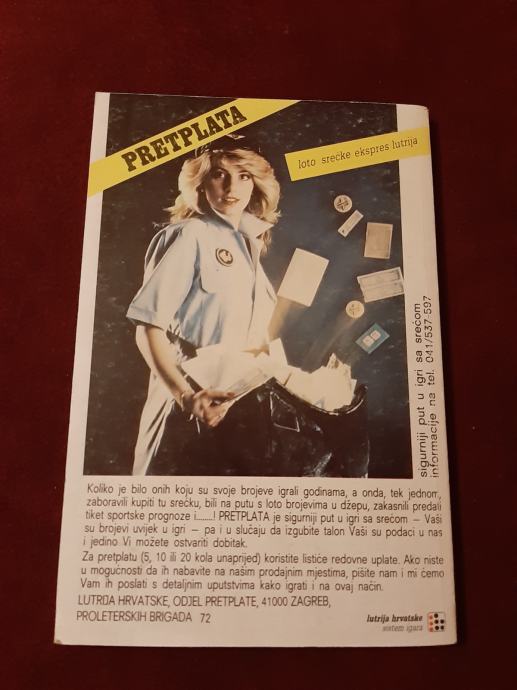 PRETPLATA
loto srećke ekspres lutrija
sigurniji put u igri sa srećom
informacije na tel. 041/537-597
Koliko je bilo onih koju su svoje brojeve igrali godinama, a onda, tek jednom,
zaboravili kupiti tu srećku, bili na putu s loto brojevima u džepu, zakasnili predali
tiket sportske prognoze i......! PRETPLATA je sigurniji put u igri sa srećom — Vaši
su brojevi uvijek u igri — pa i u slučaju da izgubite talon Vaši su podaci u nas
i jedino Vi možete ostvariti dobitak.
Za pretplatu (5, 10 ili 20 kola unaprijed) koristite listiće redovne uplate. Ako niste
u mogućnosti da ih nabavite na našim prodajnim mjestima, pišite nam i mi ćemo
Vam ih poslati s detaljnim uputstvima kako igrati i na ovaj način.
LUTRIJA HRVATSKE, ODJEL PRETPLATE, 41000 ZAGREB,
PROLETERSKIH BRIGADA 72
lutrija hrvatske
sistem igara